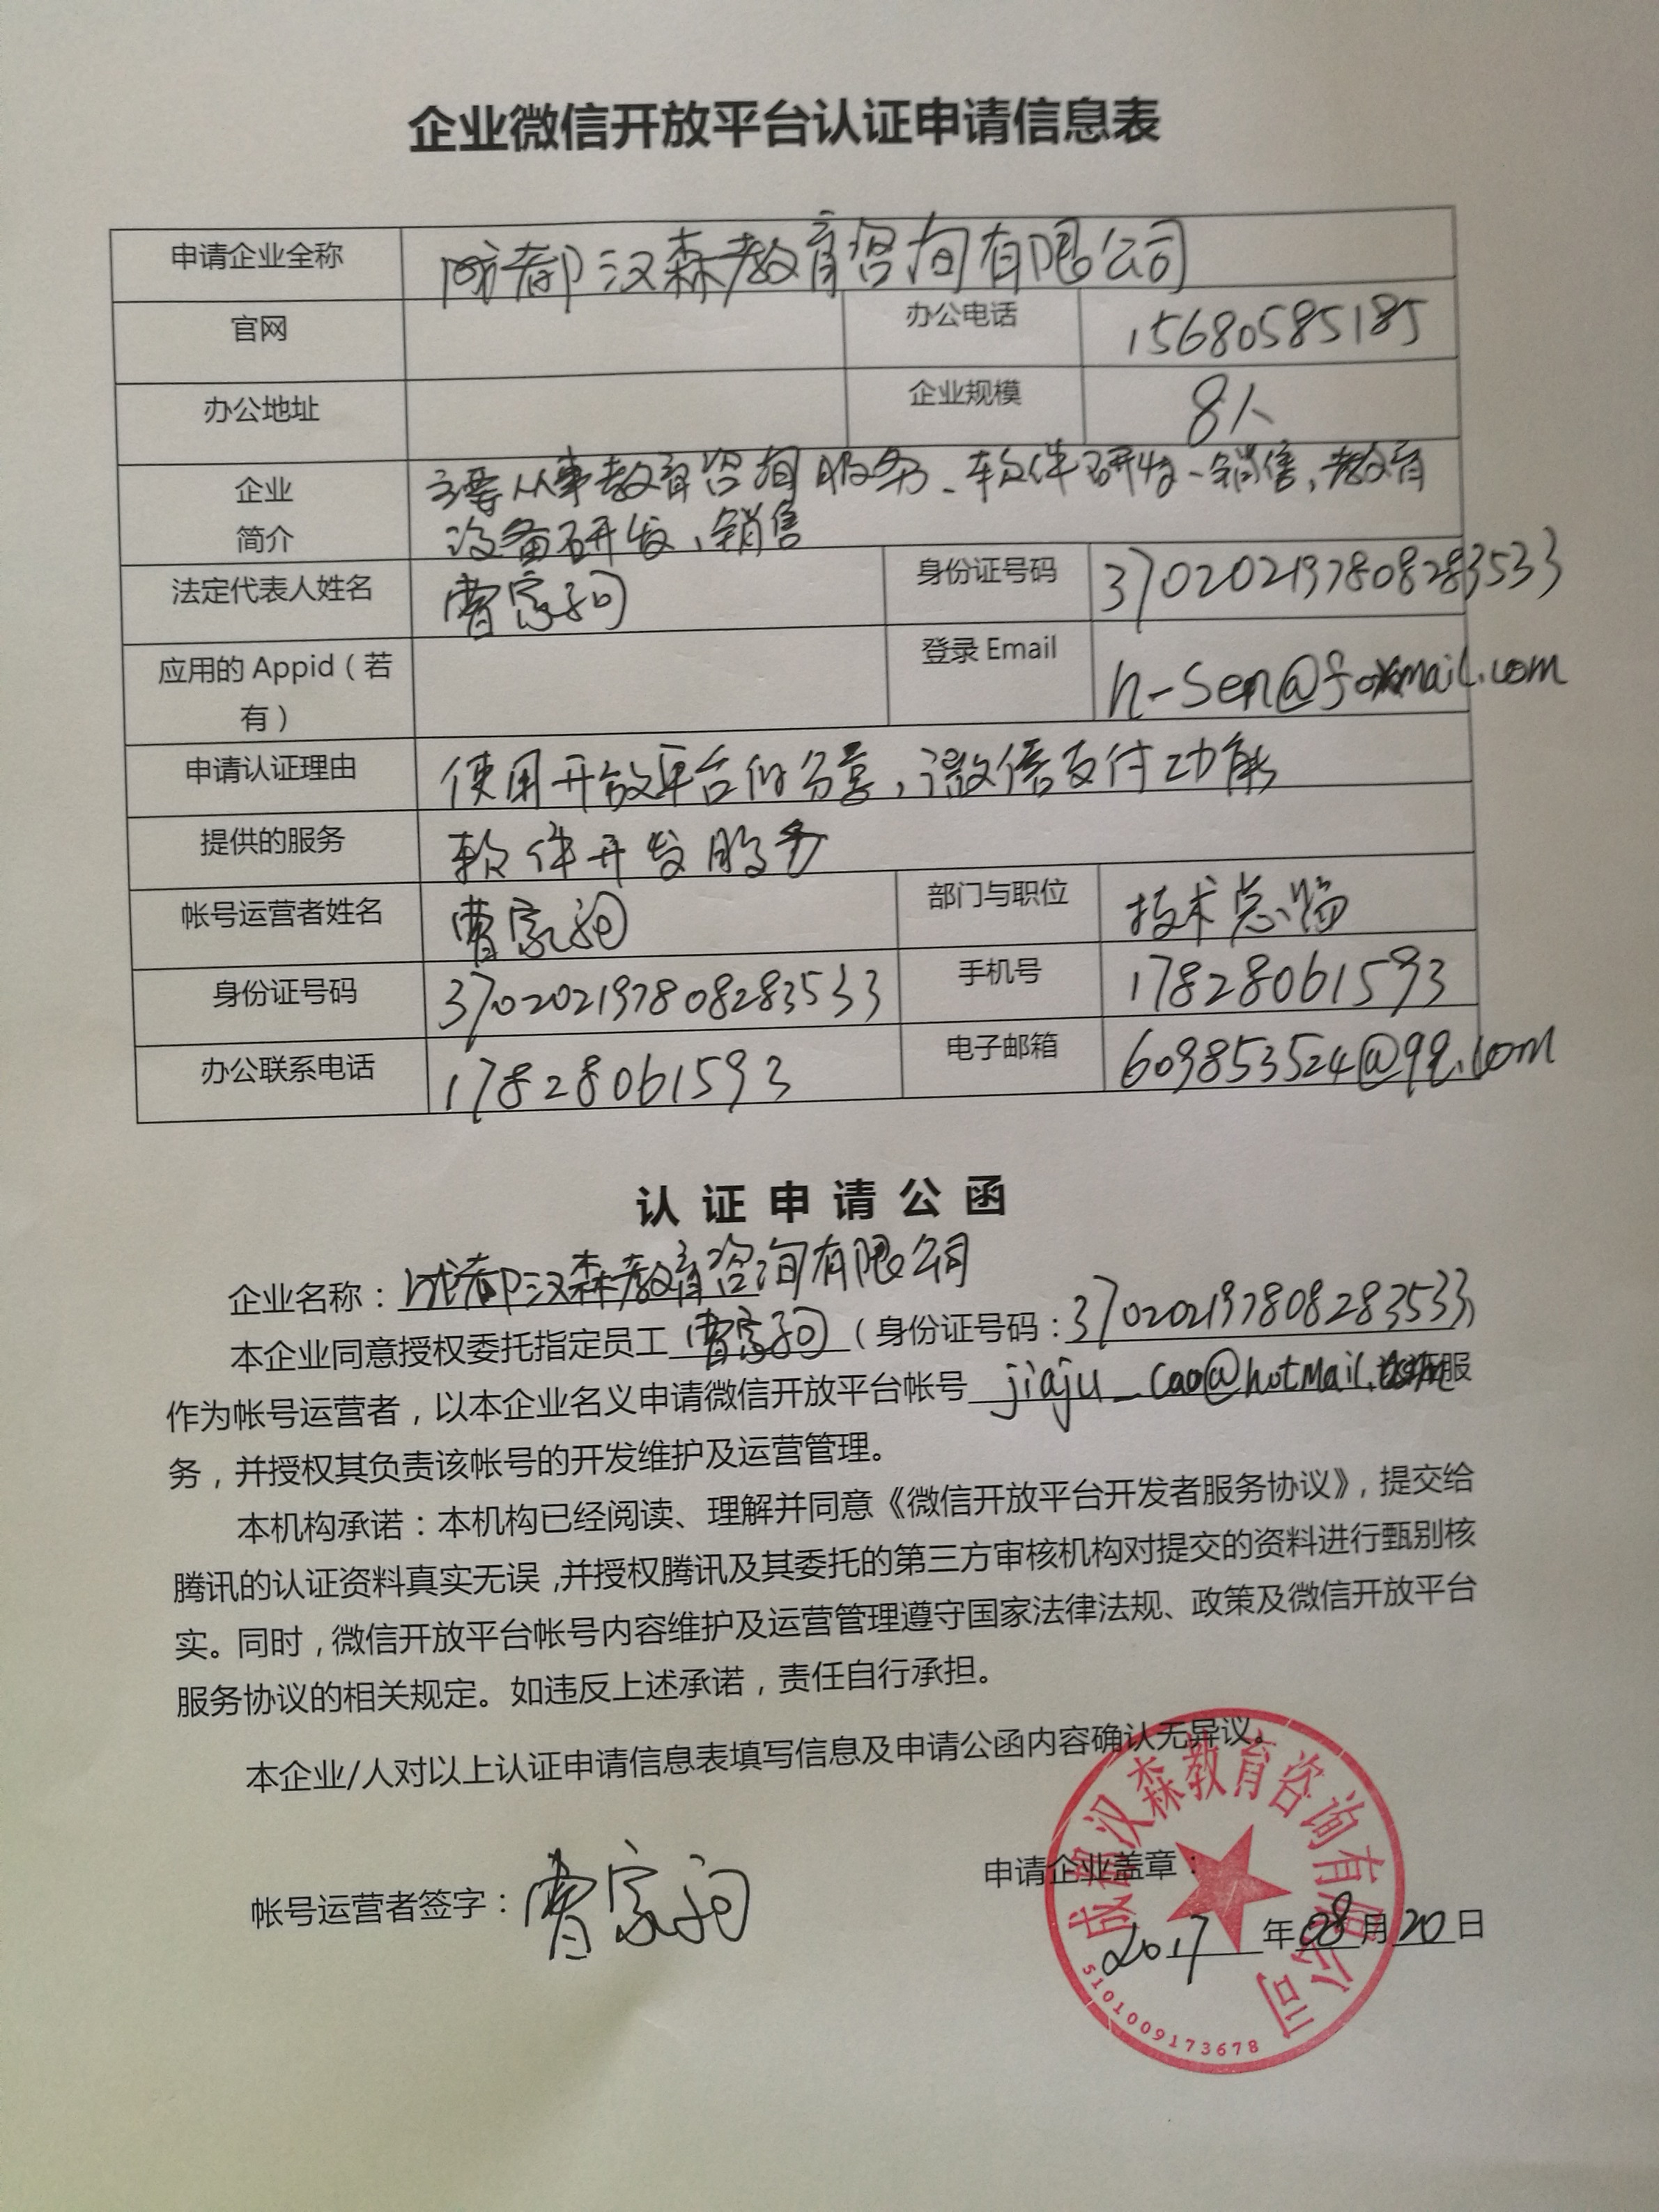 企业微信开放平台认证申请信息表
申请企业全称 成都汉森教育咨询有限公司
官网 办公电话 15680585185
办公地址 企业规模 8人
企业 主要从事教育咨询服务、软件研发、销售,教育
简介 设备研发、销售
法定代表人姓名 曹家驹 身份证号码 370202197808283533
应用的 Appid（若 登录 Email h-sen@foxmail.com
有）
申请认证理由 使用开放平台的分享,微信支付功能
提供的服务 软件开发服务
帐号运营者姓名 曹家驹 部门与职位 技术总监
身份证号码 370202197808283533 手机号 17828061593
办公联系电话 17828061593 电子邮箱 609853524@qq.com
认证申请公函
企业名称：成都汉森教育咨询有限公司
本企业同意授权委托指定员工 曹家驹（身份证号码：370202197808283533）
作为帐号运营者，以本企业名义申请微信开放平台帐号 jiaju_cao@hotmail.com 服
务，并授权其负责该帐号的开发维护及运营管理。
本机构承诺：本机构已经阅读、理解并同意《微信开放平台开发者服务协议》，提交给
腾讯的认证资料真实无误,并授权腾讯及其委托的第三方审核机构对提交的资料进行甄别核
实。同时，微信开放平台帐号内容维护及运营管理遵守国家法律法规、政策及微信开放平台
服务协议的相关规定。如违反上述承诺，责任自行承担。
本企业/人对以上认证申请信息表填写信息及申请公函内容确认无异议。
成都汉森教育咨询有限公司
申请企业盖章：
帐号运营者签字：曹家驹
2017年08月20日
5101009173678